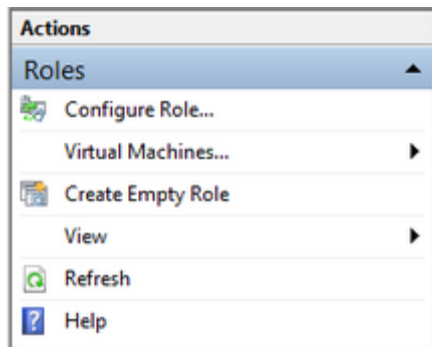 Actions
Roles
Configure Role...
Virtual Machines...
Create Empty Role
View
Refresh
Help